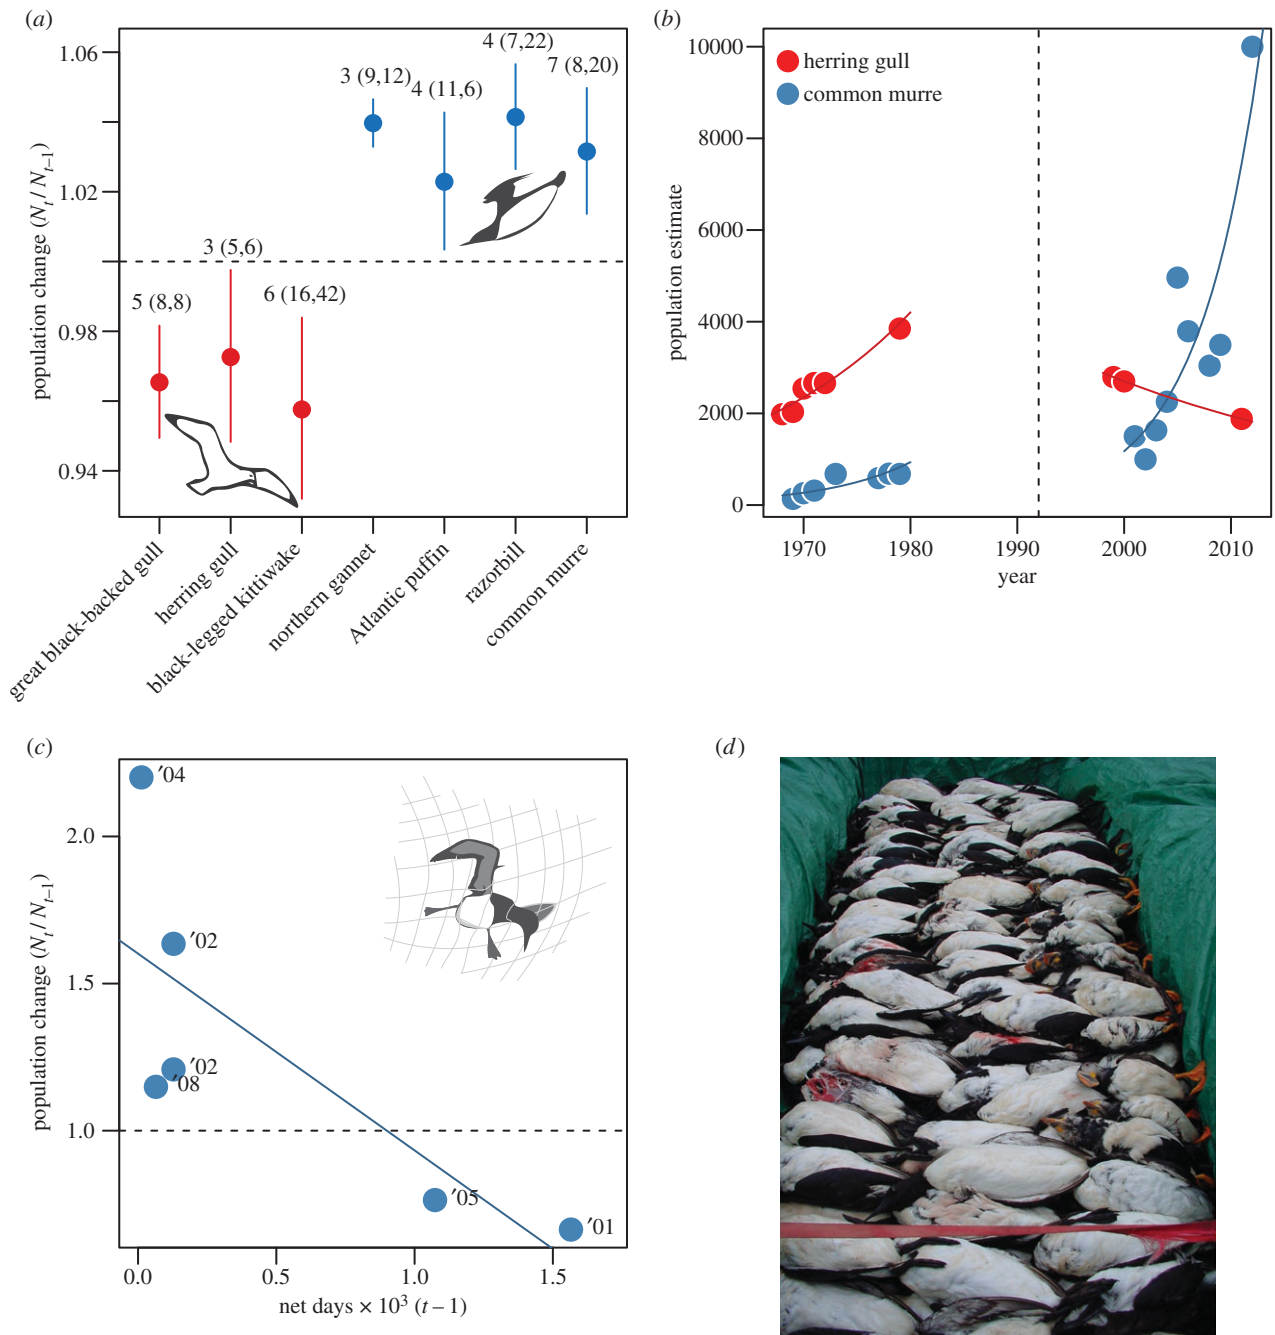 (a)
population change (Nt / Nt–1)
1.06
1.02
0.98
0.94
5 (8,8)
3 (5,6)
6 (16,42)
3 (9,12)
4 (11,6)
4 (7,22)
7 (8,20)
great black-backed gull
herring gull
black-legged kittiwake
northern gannet
Atlantic puffin
razorbill
common murre
(b)
herring gull
common murre
population estimate
10000
8000
6000
4000
2000
0
1970
1980
1990
2000
2010
year
(c)
population change (Nt / Nt–1)
2.0
1.5
1.0
′04
′02
′02
′08
′05
′01
0.0
0.5
1.0
1.5
net days × 10³ (t – 1)
(d)